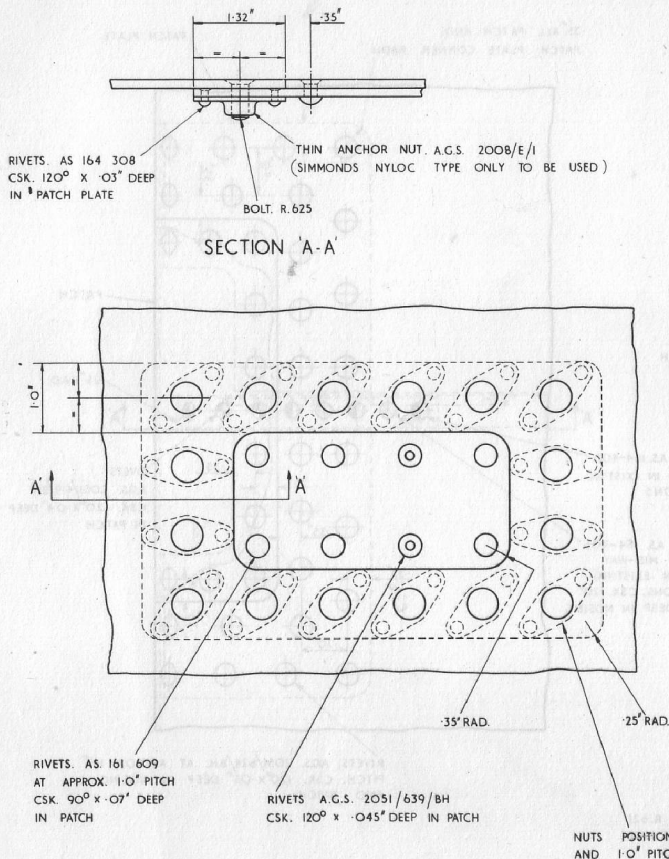 1·32"
·35"
=
=
RIVETS. AS 164 308
CSK. 120° X ·03" DEEP
IN PATCH PLATE
THIN ANCHOR NUT. A.G.S. 2008/E/1
(SIMMONDS NYLOC TYPE ONLY TO BE USED)
BOLT. R.625
SECTION 'A-A'
1·0"
=
=
A'
A'
·35" RAD.
·25" RAD.
RIVETS. AS. 161 609
AT APPROX. 1·0" PITCH
CSK. 90° x ·07" DEEP
IN PATCH
RIVETS A.G.S. 2051/639/BH
CSK. 120° x ·045" DEEP IN PATCH
NUTS POSITION
AND 1·0" PITC